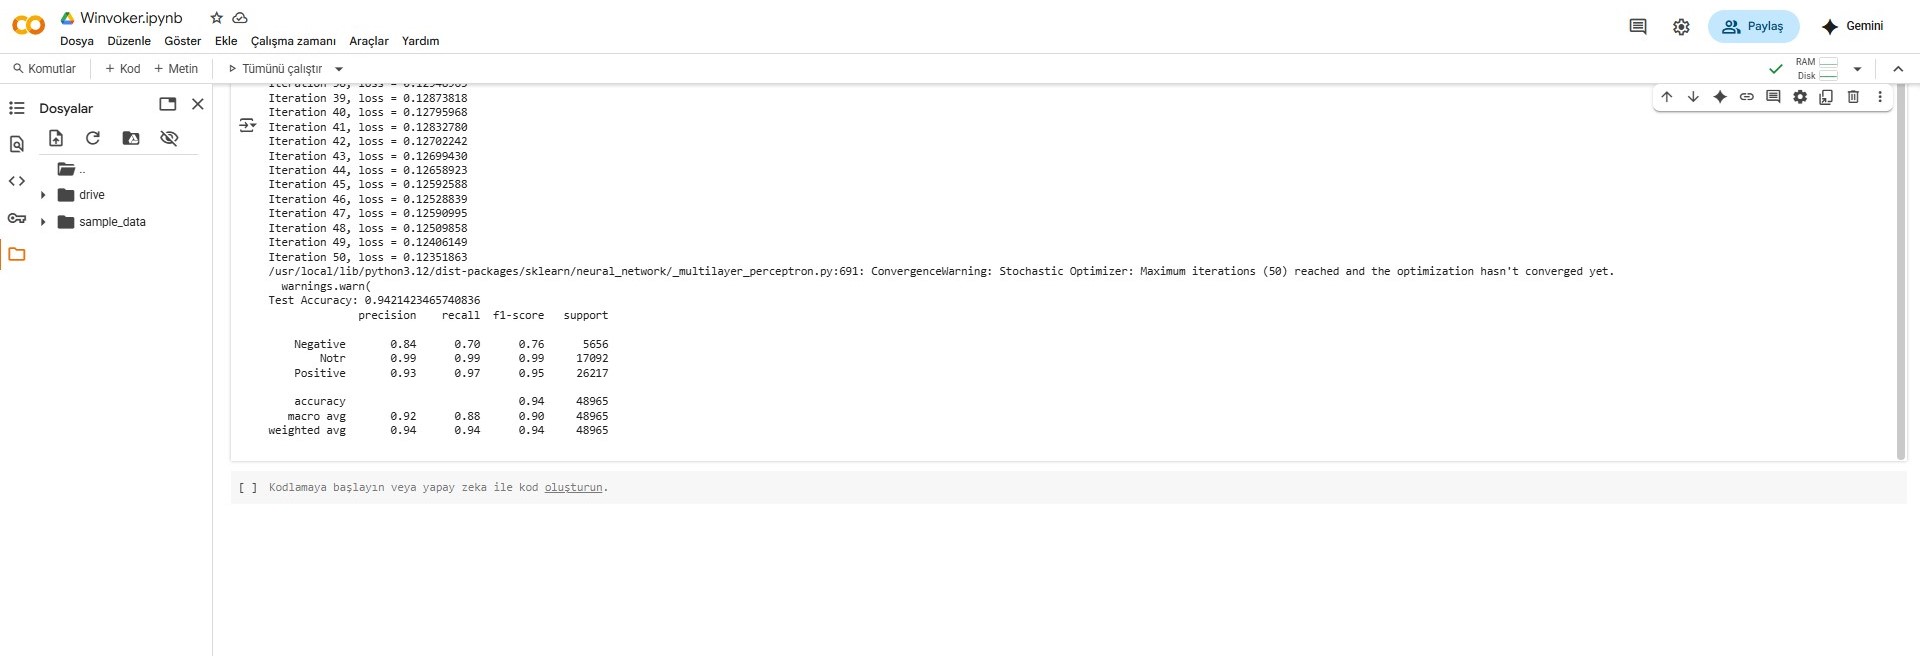 Winvoker.ipynb
Dosya Düzenle Göster Ekle Çalışma zamanı Araçlar Yardım
Paylaş
Gemini
Komutlar + Kod + Metin Tümünü çalıştır
RAM
Disk
Dosyalar
..
drive
sample_data
Iteration 39, loss = 0.12873818
Iteration 40, loss = 0.12795968
Iteration 41, loss = 0.12832780
Iteration 42, loss = 0.12702242
Iteration 43, loss = 0.12699430
Iteration 44, loss = 0.12658923
Iteration 45, loss = 0.12592588
Iteration 46, loss = 0.12528839
Iteration 47, loss = 0.12590995
Iteration 48, loss = 0.12509858
Iteration 49, loss = 0.12406149
Iteration 50, loss = 0.12351863
/usr/local/lib/python3.12/dist-packages/sklearn/neural_network/_multilayer_perceptron.py:691: ConvergenceWarning: Stochastic Optimizer: Maximum iterations (50) reached and the optimization hasn't converged yet.
warnings.warn(
Test Accuracy: 0.9421423465740836
precision recall f1-score support
Negative 0.84 0.70 0.76 5656
Notr 0.99 0.99 0.99 17092
Positive 0.93 0.97 0.95 26217
accuracy 0.94 48965
macro avg 0.92 0.88 0.90 48965
weighted avg 0.94 0.94 0.94 48965
[ ] Kodlamaya başlayın veya yapay zeka ile kod oluşturun.